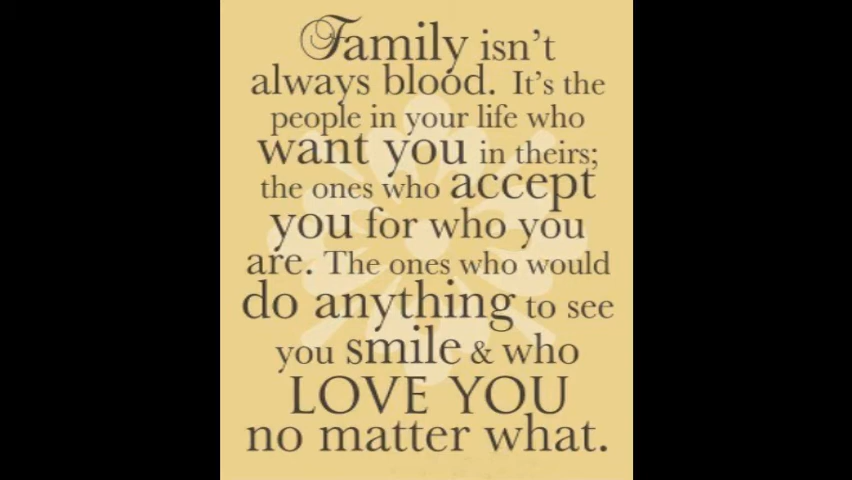 Family isn't
always blood. It's the
people in your life who
want you in theirs;
the ones who accept
you for who you
are. The ones who would
do anything to see
you smile & who
LOVE YOU
no matter what.